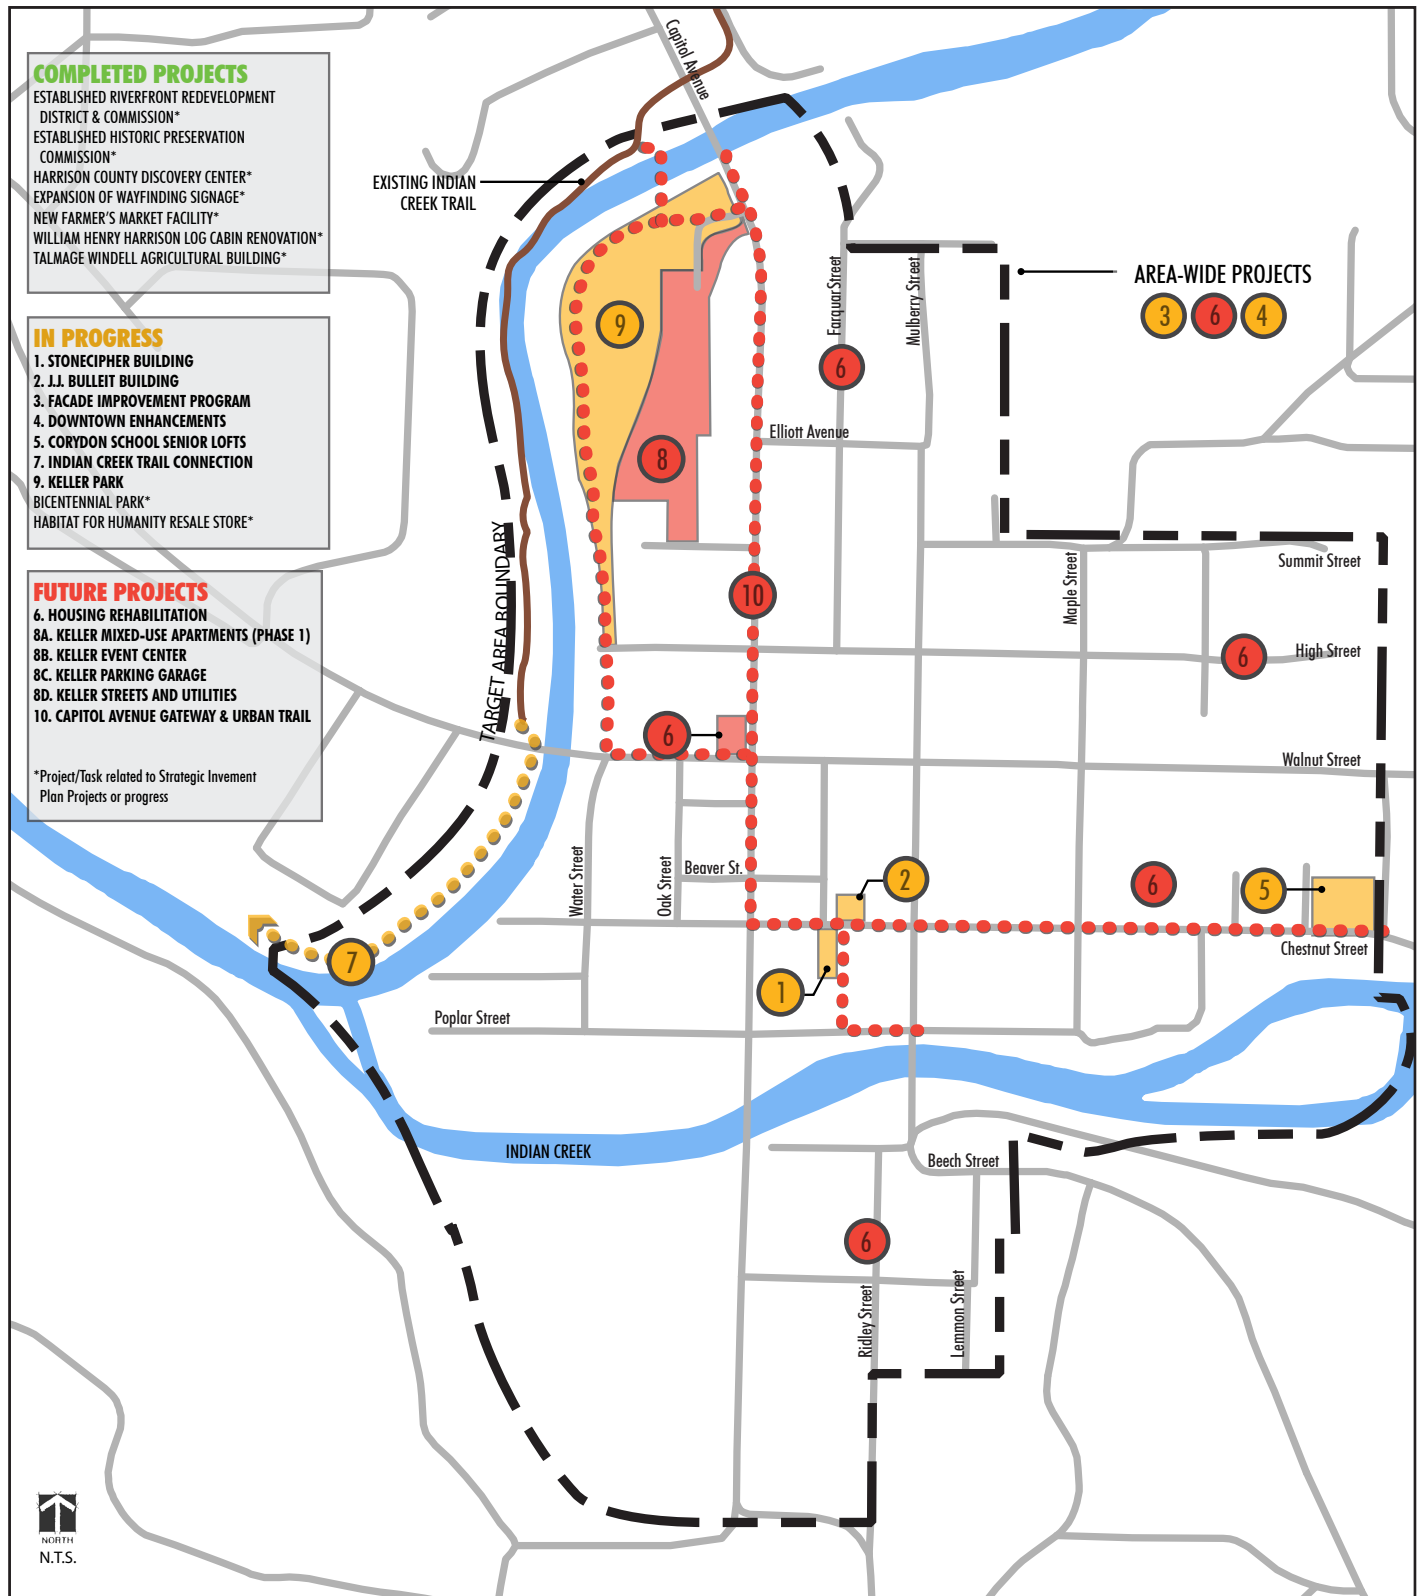 COMPLETED PROJECTS
ESTABLISHED RIVERFRONT REDEVELOPMENT
DISTRICT & COMMISSION*
ESTABLISHED HISTORIC PRESERVATION
COMMISSION*
HARRISON COUNTY DISCOVERY CENTER*
EXPANSION OF WAYFINDING SIGNAGE*
NEW FARMER'S MARKET FACILITY*
WILLIAM HENRY HARRISON LOG CABIN RENOVATION*
TALMAGE WINDELL AGRICULTURAL BUILDING*
IN PROGRESS
1. STONECIPHER BUILDING
2. J.J. BULLEIT BUILDING
3. FACADE IMPROVEMENT PROGRAM
4. DOWNTOWN ENHANCEMENTS
5. CORYDON SCHOOL SENIOR LOFTS
7. INDIAN CREEK TRAIL CONNECTION
9. KELLER PARK
BICENTENNIAL PARK*
HABITAT FOR HUMANITY RESALE STORE*
FUTURE PROJECTS
6. HOUSING REHABILITATION
8A. KELLER MIXED-USE APARTMENTS (PHASE 1)
8B. KELLER EVENT CENTER
8C. KELLER PARKING GARAGE
8D. KELLER STREETS AND UTILITIES
10. CAPITOL AVENUE GATEWAY & URBAN TRAIL
*Project/Task related to Strategic Invement
Plan Projects or progress
Capitol Avenue
EXISTING INDIAN
CREEK TRAIL
AREA-WIDE PROJECTS
3
6
4
Farquar Street
Mulberry Street
9
6
Elliott Avenue
8
TARGET AREA BOUNDARY
10
Maple Street
Summit Street
High Street
6
6
Walnut Street
Water Street
Oak Street
Beaver St.
2
6
5
Chestnut Street
7
1
Poplar Street
INDIAN CREEK
Beech Street
6
Ridley Street
Lemmon Street
NORTH
N.T.S.